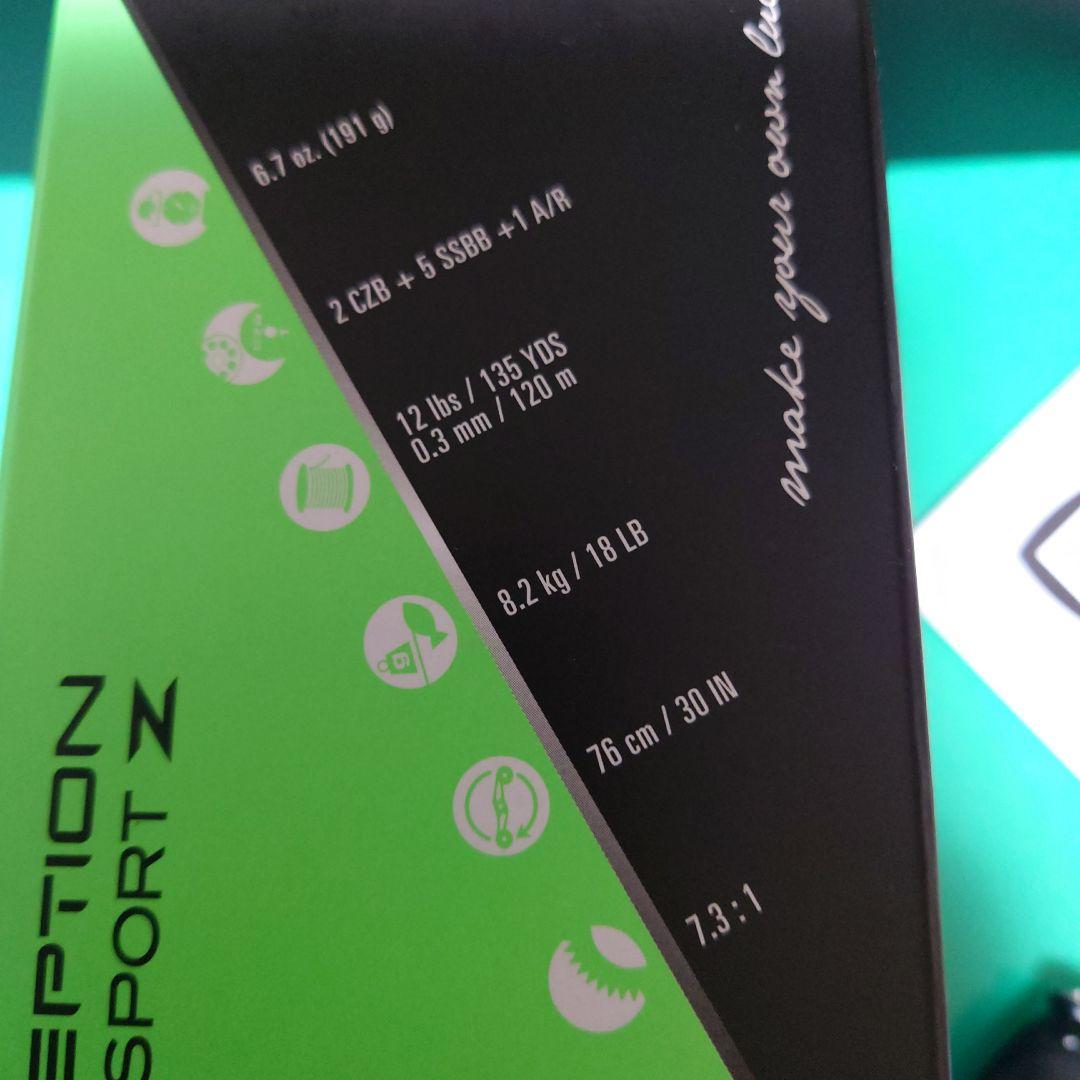 6.7 oz. (191 g)
2 CZB + 5 SSBB +1 A/R
12 lbs / 135 YDS
0.3 mm / 120 m
8.2 kg / 18 LB
76 cm / 30 IN
7.3 : 1
make your own
EPTION
SPORT Z
G